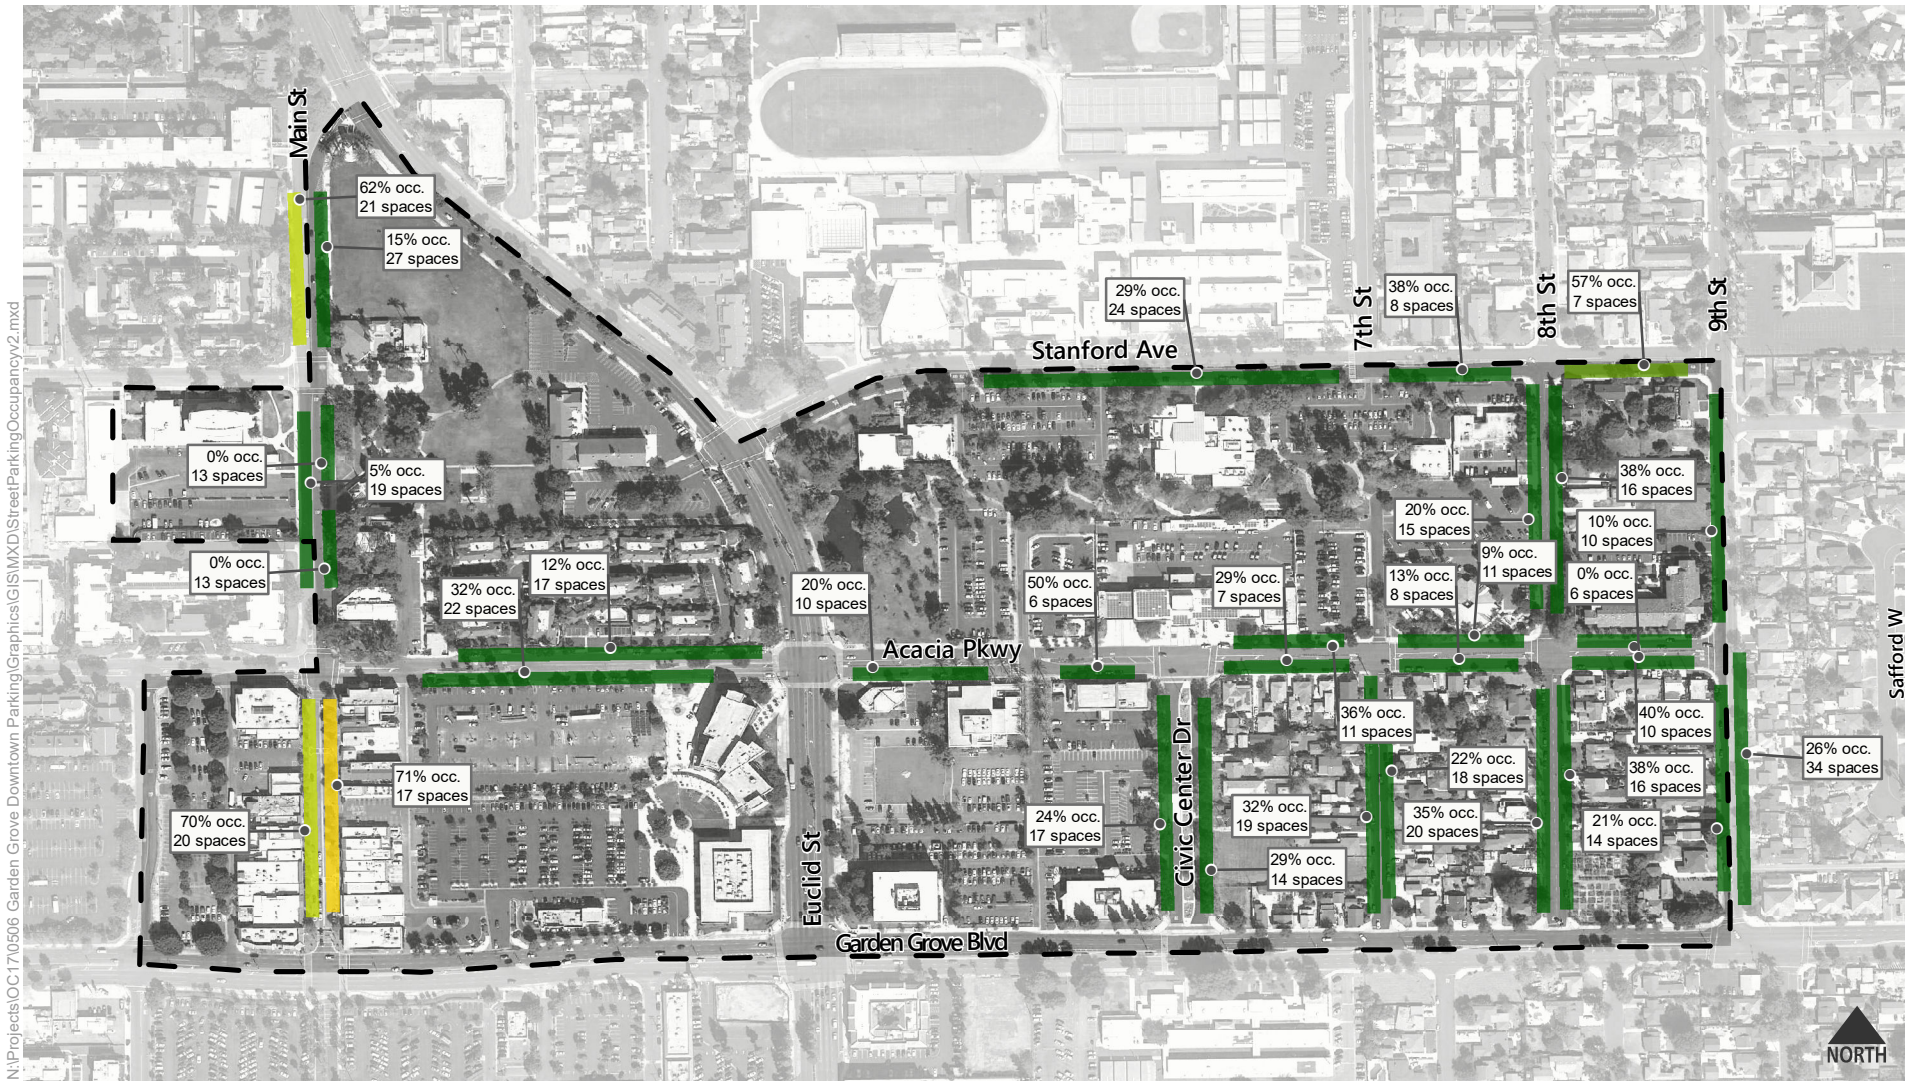 N:\Projects\OC17\0506 Garden Grove Downtown Parking\Graphics\GIS\MXD\StreetParkingOccupancyv2.mxd
Main St
62% occ.
21 spaces
15% occ.
27 spaces
29% occ.
24 spaces
7th St
38% occ.
8 spaces
8th St
57% occ.
7 spaces
9th St
Stanford Ave
0% occ.
13 spaces
5% occ.
19 spaces
38% occ.
16 spaces
20% occ.
15 spaces
10% occ.
10 spaces
0% occ.
13 spaces
12% occ.
17 spaces
32% occ.
22 spaces
20% occ.
10 spaces
50% occ.
6 spaces
29% occ.
7 spaces
13% occ.
8 spaces
9% occ.
11 spaces
0% occ.
6 spaces
Acacia Pkwy
Safford W
36% occ.
11 spaces
40% occ.
10 spaces
26% occ.
34 spaces
71% occ.
17 spaces
22% occ.
18 spaces
38% occ.
16 spaces
70% occ.
20 spaces
Euclid St
24% occ.
17 spaces
Civic Center Dr
32% occ.
19 spaces
35% occ.
20 spaces
21% occ.
14 spaces
29% occ.
14 spaces
Garden Grove Blvd
NORTH